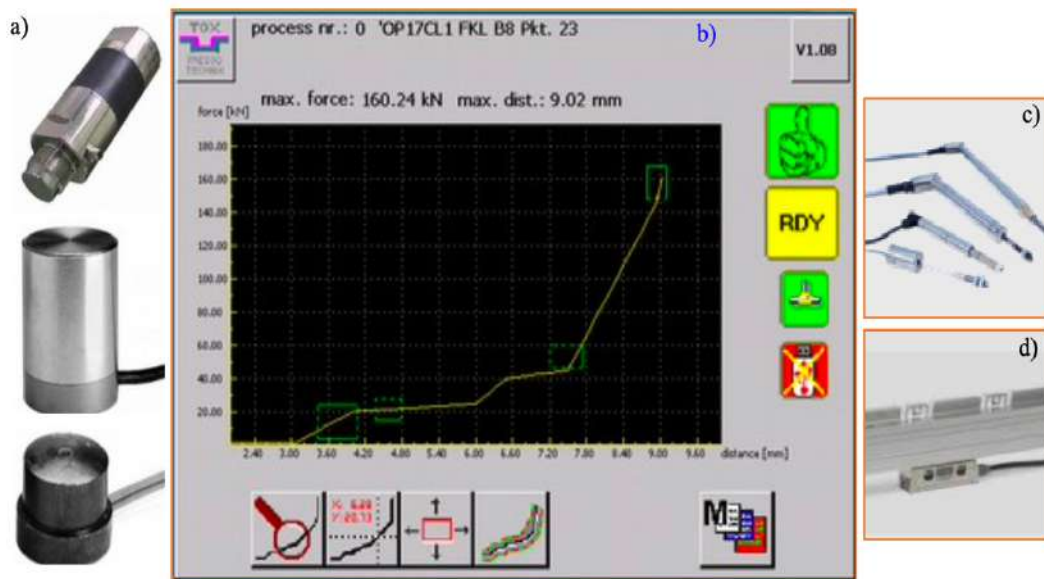 a)
TOX
PRESSO
TECHNIK
process nr.: 0 'OP17CL1 FKL B8 Pkt. 23
b)
V1.08
max. force: 160.24 kN max. dist.: 9.02 mm
force [kN]
180.00
160.00
140.00
120.00
100.00
80.00
60.00
40.00
20.00
2.40 3.00 3.60 4.20 4.80 5.40 6.00 6.60 7.20 7.80 8.40 9.00 9.60 distance [mm]
RDY
M
c)
d)